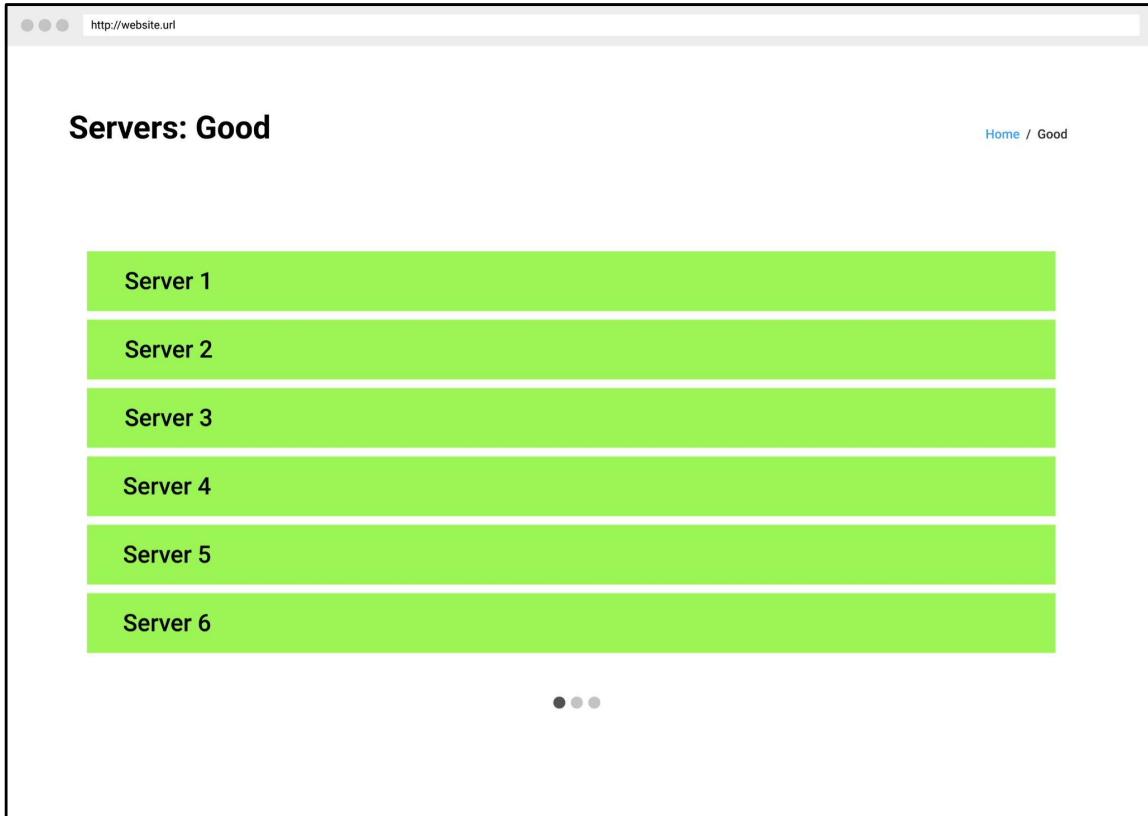 http://website.url
Servers: Good
Home / Good
Server 1
Server 2
Server 3
Server 4
Server 5
Server 6